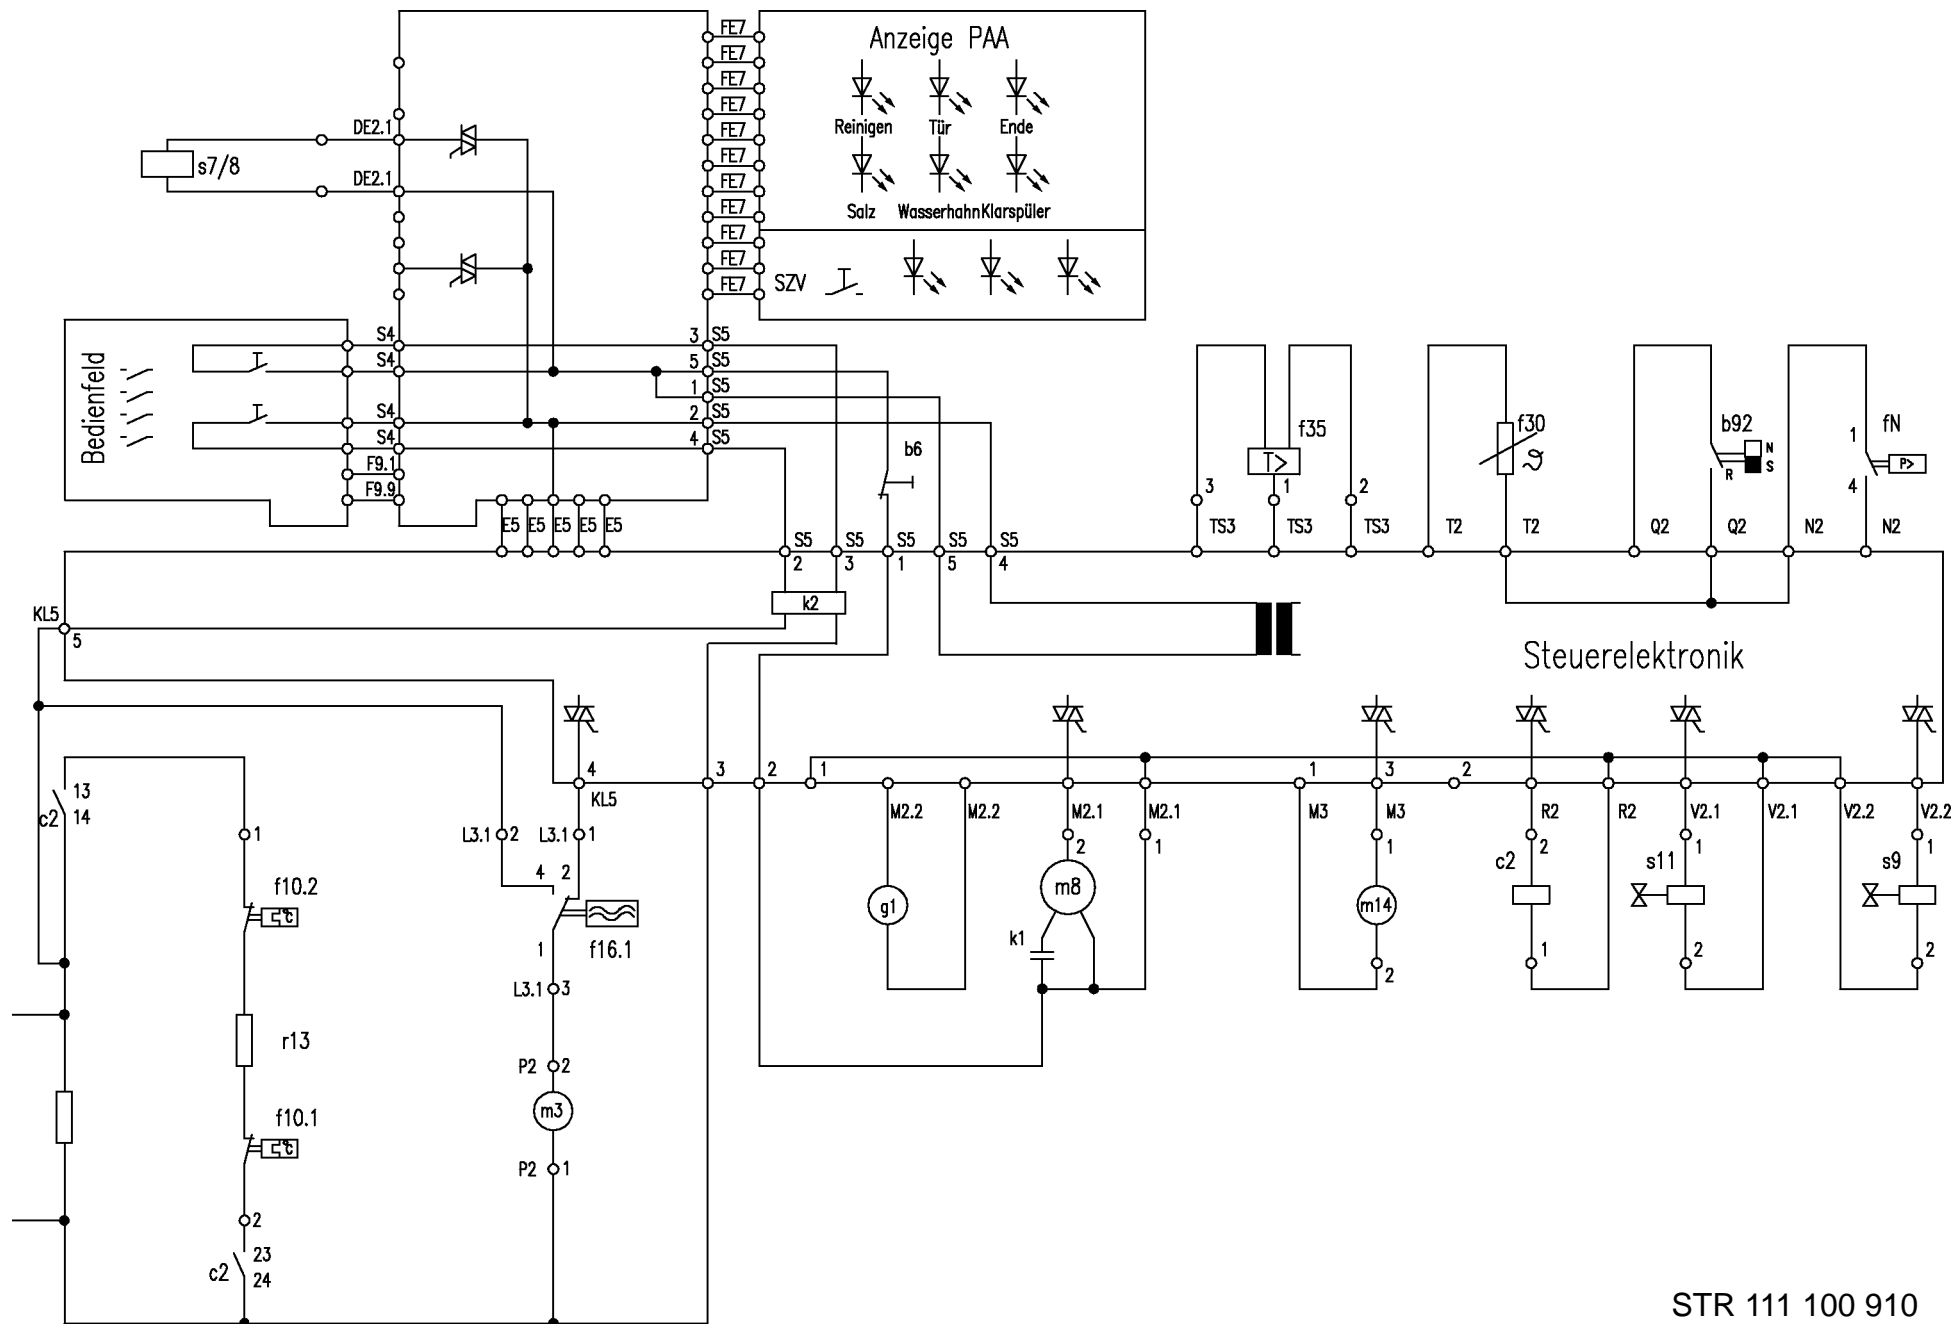 FE7
FE7
FE7
FE7
FE7
FE7
FE7
FE7
FE7
FE7
FE7
Anzeige PAA
Reinigen Tür Ende
Salz Wasserhahn Klarspüler
SZV
DE2.1
s7/8
DE2.1
Bedienfeld
S4 3 S5
S4 5 S5
1 S5
S4 2 S5
S4 4 S5
F9.1
F9.9
E5 E5 E5 E5 E5
b6
f35
T>
3 1 2
TS3 TS3 TS3
f30
ϑ
T2 T2
b92
N
S
R
Q2 Q2
1 fN
P>
4
N2 N2
S5 S5 S5 S5 S5
2 3 1 5 4
k2
KL5
5
Steuerelektronik
4 3 2 1 1 3 2
KL5
M2.2 M2.2 M2.1 M2.1 M3 M3 R2 R2 V2.1 V2.1 V2.2 V2.2
13
c2 14
1
L3.1 2 L3.1 1
2 1 1 2 1 1
4 2
c2 s11 s9
f10.2
°C
g1
m8
m14
f16.1
1
k1
2 1 2 2
L3.1 3
r13
P2 2
m3
f10.1
°C
P2 1
2
c2 23
24
STR 111 100 910